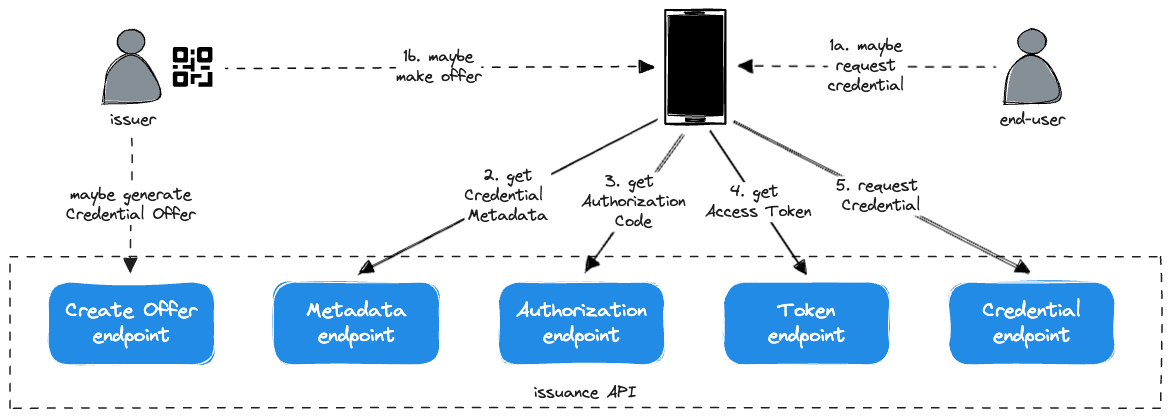 1b. maybe
make offer
1a. maybe
request
credential
issuer
end-user
maybe generate
Credential Offer
2. get
Credential
Metadata
3. get
Authorization
Code
4. get
Access Token
5. request
Credential
Create Offer
endpoint
Metadata
endpoint
Authorization
endpoint
Token
endpoint
Credential
endpoint
issuance API